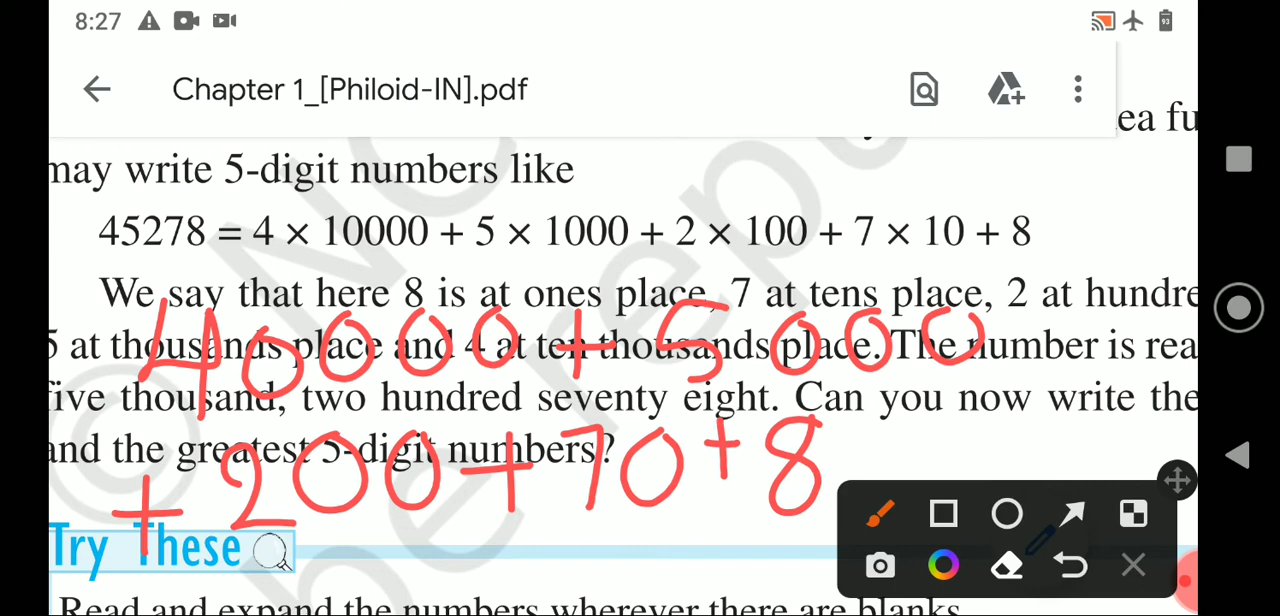 8:27
93
Chapter 1_[Philoid-IN].pdf
ea fu
may write 5-digit numbers like
45278 = 4 × 10000 + 5 × 1000 + 2 × 100 + 7 × 10 + 8
We say that here 8 is at ones place, 7 at tens place, 2 at hundre
5 at thousands place and 4 at ten thousands place. The number is rea
40000+5000
five thousand, two hundred seventy eight. Can you now write the
and the greatest 5-digit numbers?
+200+70+8
Try These
Read and expand the numbers wherever there are blanks